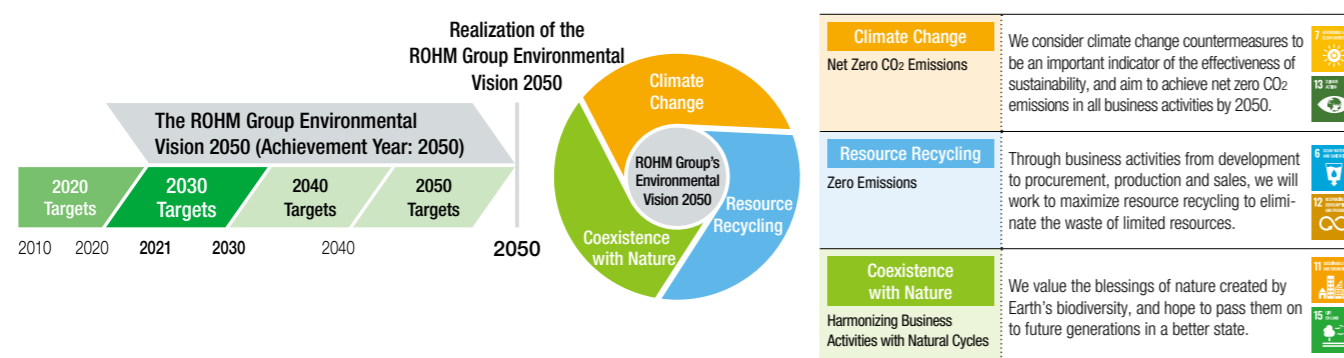 Realization of the
ROHM Group Environmental
Vision 2050
The ROHM Group Environmental
Vision 2050 (Achievement Year: 2050)
2020
Targets
2030
Targets
2040
Targets
2050
Targets
2010
2020
2021
2030
2040
2050
Climate
Change
ROHM Group's
Environmental
Vision 2050
Resource
Recycling
Coexistence
with Nature
Climate Change
Net Zero CO2 Emissions
We consider climate change countermeasures to
be an important indicator of the effectiveness of
sustainability, and aim to achieve net zero CO2
emissions in all business activities by 2050.
7
13
Resource Recycling
Zero Emissions
Through business activities from development
to procurement, production and sales, we will
work to maximize resource recycling to elimi-
nate the waste of limited resources.
6
12
Coexistence
with Nature
Harmonizing Business
Activities with Natural Cycles
We value the blessings of nature created by
Earth's biodiversity, and hope to pass them on
to future generations in a better state.
11
15